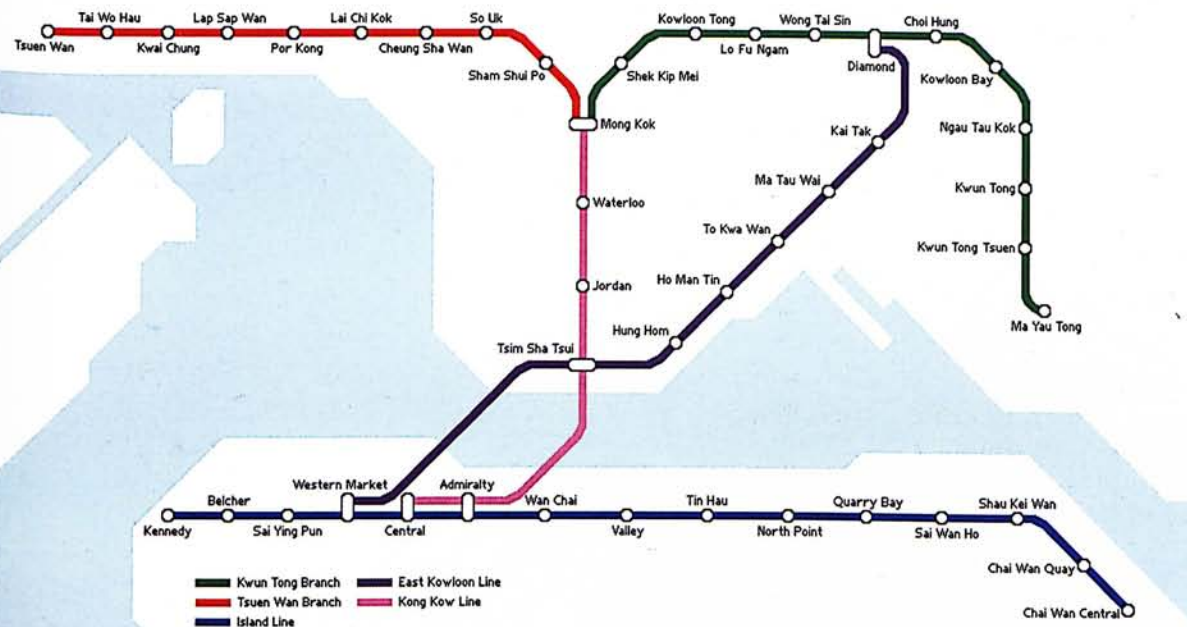 Tai Wo Hau
Lap Sap Wan
Lai Chi Kok
So Uk
Tsuen Wan
Kwai Chung
Por Kong
Cheung Sha Wan
Sham Shui Po
Kowloon Tong
Wong Tai Sin
Choi Hung
Lo Fu Ngam
Diamond
Shek Kip Mei
Kowloon Bay
Mong Kok
Kai Tak
Ngau Tau Kok
Ma Tau Wai
Kwun Tong
Waterloo
To Kwa Wan
Kwun Tong Tsuen
Jordan
Ho Man Tin
Ma Yau Tong
Hung Hom
Tsim Sha Tsui
Western Market
Admiralty
Belcher
Wan Chai
Tin Hau
Quarry Bay
Shau Kei Wan
Kennedy
Sai Ying Pun
Central
Valley
North Point
Sai Wan Ho
Chai Wan Quay
Chai Wan Central
Kwun Tong Branch
Tsuen Wan Branch
Island Line
East Kowloon Line
Kong Kow Line